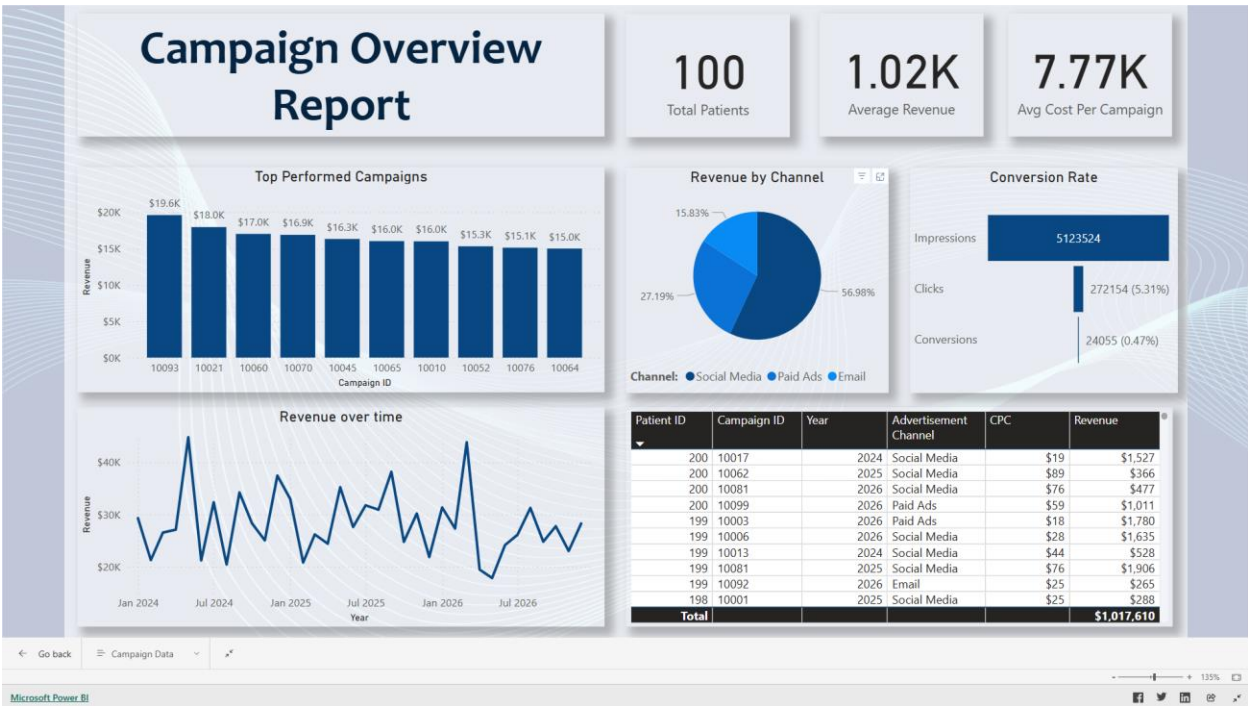 Campaign Overview
Report
100
Total Patients
1.02K
Average Revenue
7.77K
Avg Cost Per Campaign
Top Performed Campaigns
Revenue
$20K
$15K
$10K
$5K
$0K
$19.6K
$18.0K
$17.0K
$16.9K
$16.3K
$16.0K
$16.0K
$15.3K
$15.1K
$15.0K
10093 10021 10060 10070 10045 10065 10010 10052 10076 10064
Campaign ID
Revenue by Channel
15.83%
27.19%
56.98%
Channel: Social Media Paid Ads Email
Conversion Rate
Impressions 5123524
Clicks 272154 (5.31%)
Conversions 24055 (0.47%)
Revenue over time
Revenue
$40K
$30K
$20K
Jan 2024 Jul 2024 Jan 2025 Jul 2025 Jan 2026 Jul 2026
Year
Patient ID Campaign ID Year Advertisement Channel CPC Revenue
200 10017 2024 Social Media $19 $1,527
200 10062 2025 Social Media $89 $366
200 10081 2026 Social Media $76 $477
200 10099 2026 Paid Ads $59 $1,011
199 10003 2026 Paid Ads $18 $1,780
199 10006 2026 Social Media $28 $1,635
199 10013 2024 Social Media $44 $528
199 10081 2025 Social Media $76 $1,906
199 10092 2026 Email $25 $265
198 10001 2025 Social Media $25 $288
Total $1,017,610
Go back Campaign Data
- + 135%
Microsoft Power BI